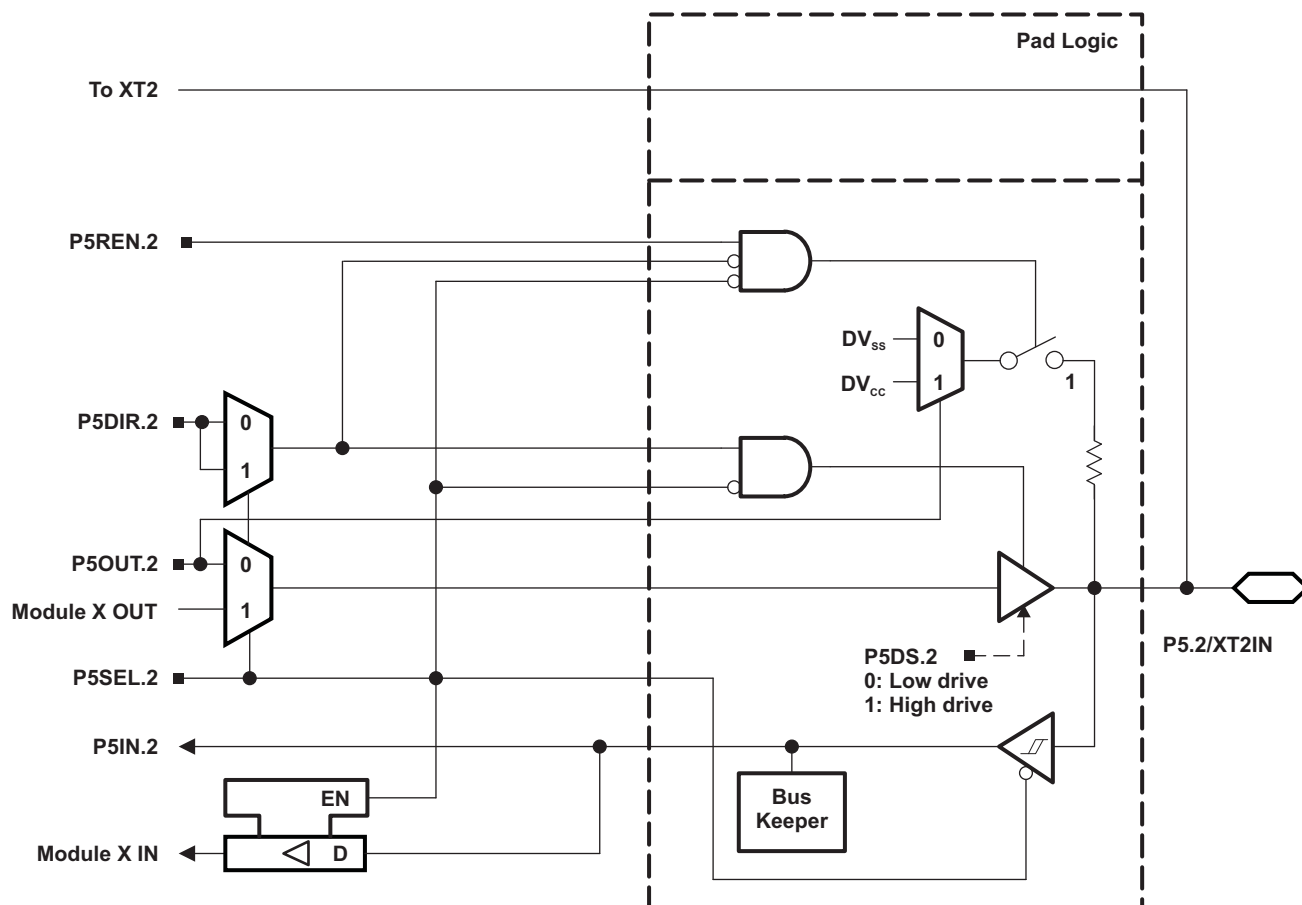 Pad Logic
To XT2
P5REN.2
DVSS
0
DVCC
1
1
P5DIR.2
0
1
P5OUT.2
0
Module X OUT
1
P5DS.2
0: Low drive
1: High drive
P5.2/XT2IN
P5SEL.2
P5IN.2
Bus
Keeper
EN
Module X IN
D